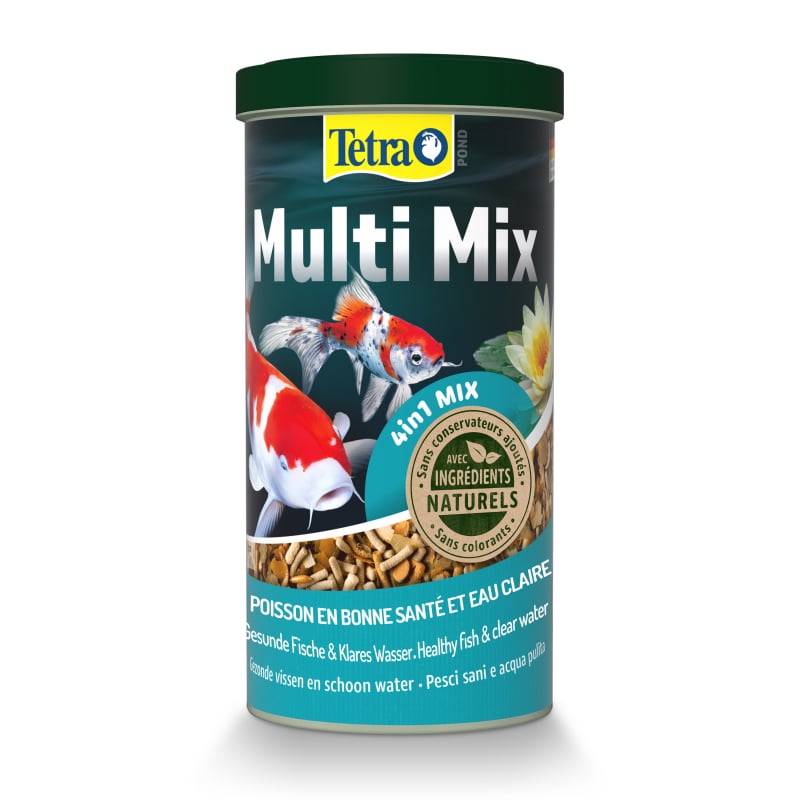 Tetra
POND
Multi Mix
4in1 MIX
Sans conservateurs ajoutés
AVEC
INGRÉDIENTS
NATURELS
Sans colorants
POISSON EN BONNE SANTÉ ET EAU CLAIRE
Gesunde Fische & Klares Wasser. Healthy fish & clear water
Gezonde vissen en schoon water • Pesci sani e acqua pulita